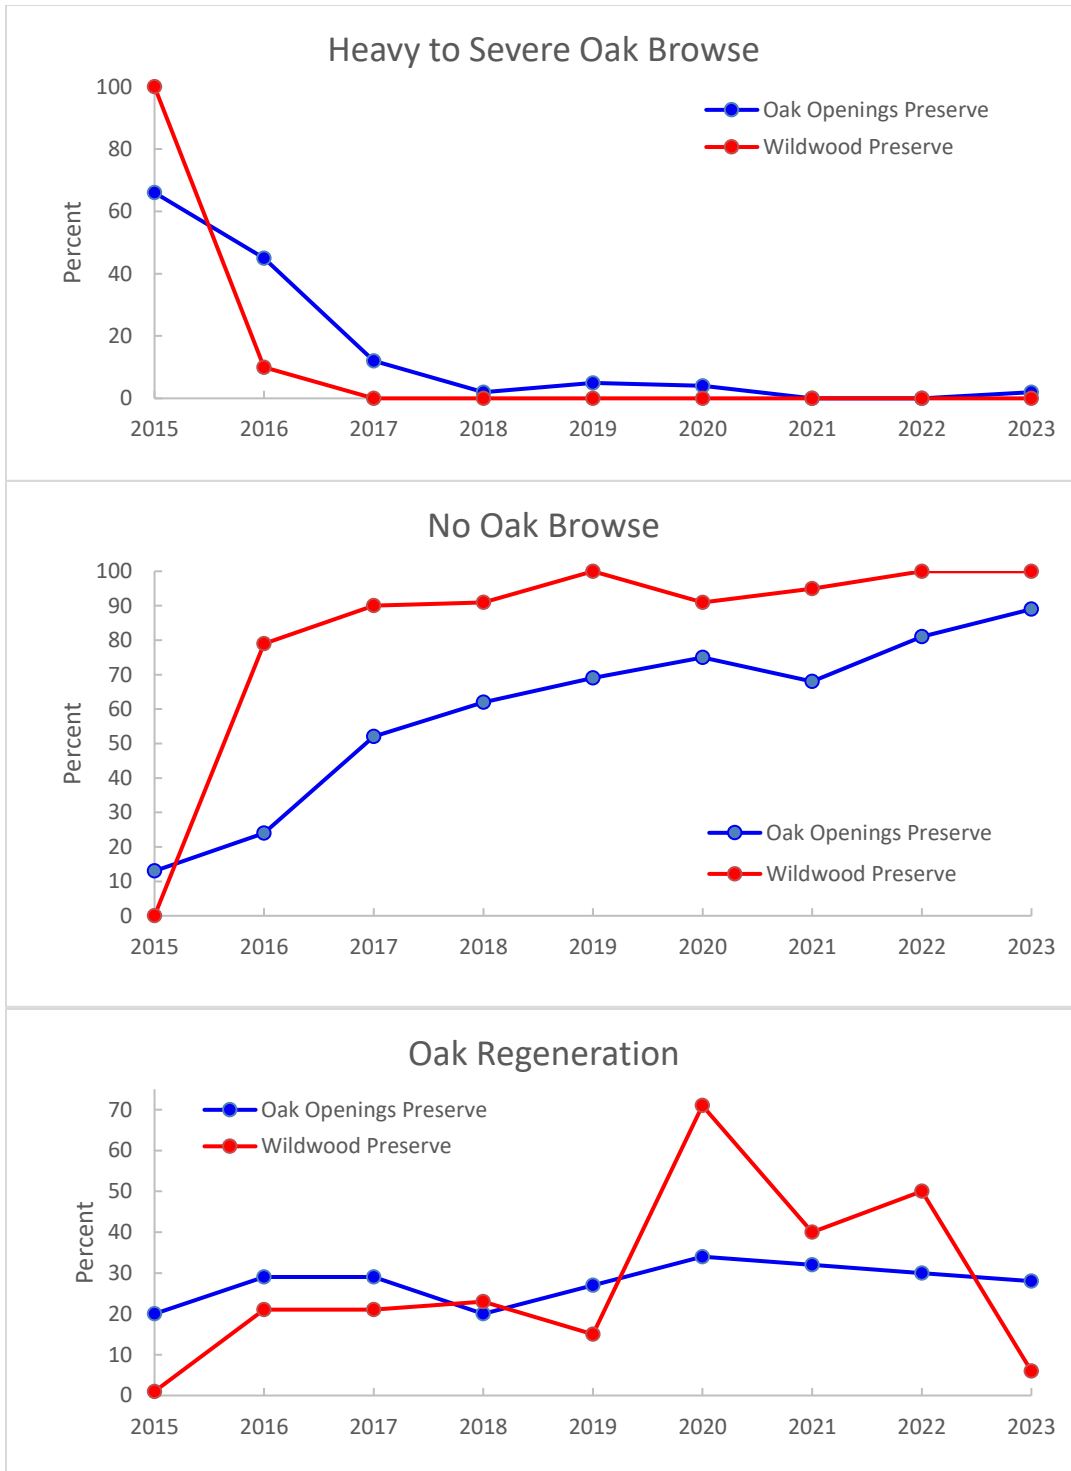 Heavy to Severe Oak Browse
100
80
60
40
20
0
Percent
Oak Openings Preserve
Wildwood Preserve
2015 2016 2017 2018 2019 2020 2021 2022 2023
No Oak Browse
100
90
80
70
60
50
40
30
20
10
0
Percent
Oak Openings Preserve
Wildwood Preserve
2015 2016 2017 2018 2019 2020 2021 2022 2023
Oak Regeneration
70
60
50
40
30
20
10
0
Percent
Oak Openings Preserve
Wildwood Preserve
2015 2016 2017 2018 2019 2020 2021 2022 2023